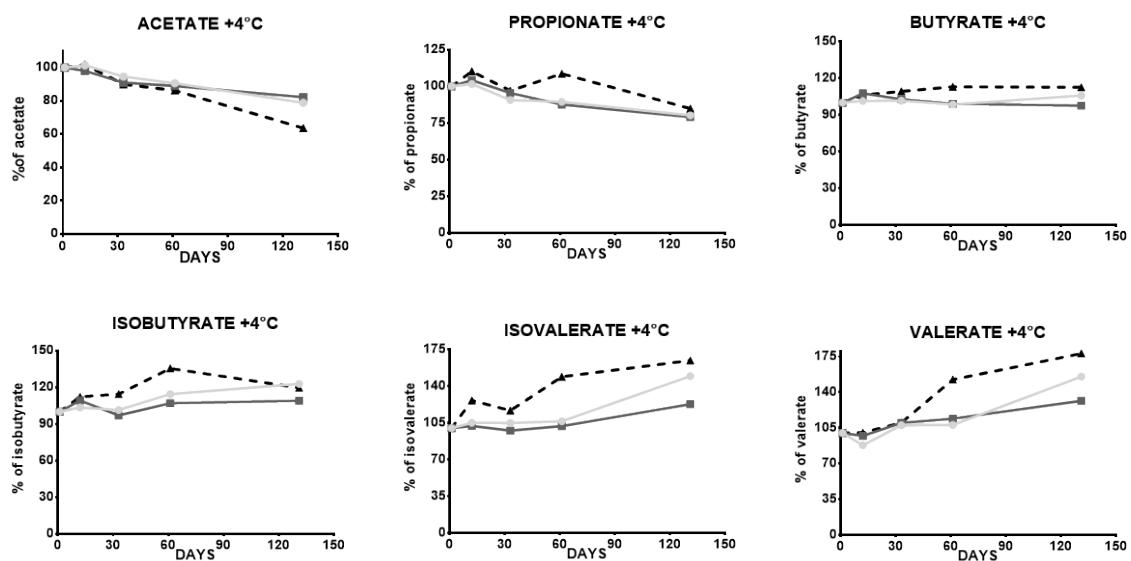 ACETATE +4°C
%of acetate
100
80
60
40
20
0
0 30 60 90 120 150
DAYS
PROPIONATE +4°C
% of propionate
125
100
75
50
25
0
0 30 60 90 120 150
DAYS
BUTYRATE +4°C
% of butyrate
150
120
90
60
30
0
0 30 60 90 120 150
DAYS
ISOBUTYRATE +4°C
% of isobutyrate
150
120
90
60
30
0
0 30 60 90 120 150
DAYS
ISOVALERATE +4°C
% of isovalerate
175
140
105
70
35
0
0 30 60 90 120 150
DAYS
VALERATE +4°C
% of valerate
175
140
105
70
35
0
0 30 60 90 120 150
DAYS